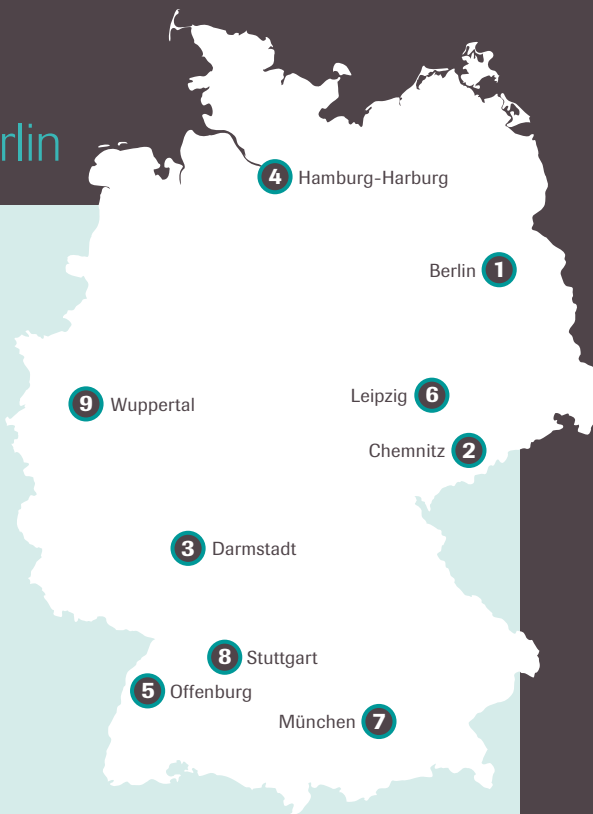 rlin
4 Hamburg-Harburg
Berlin 1
Leipzig 6
9 Wuppertal
Chemnitz 2
3 Darmstadt
8 Stuttgart
5 Offenburg
München 7